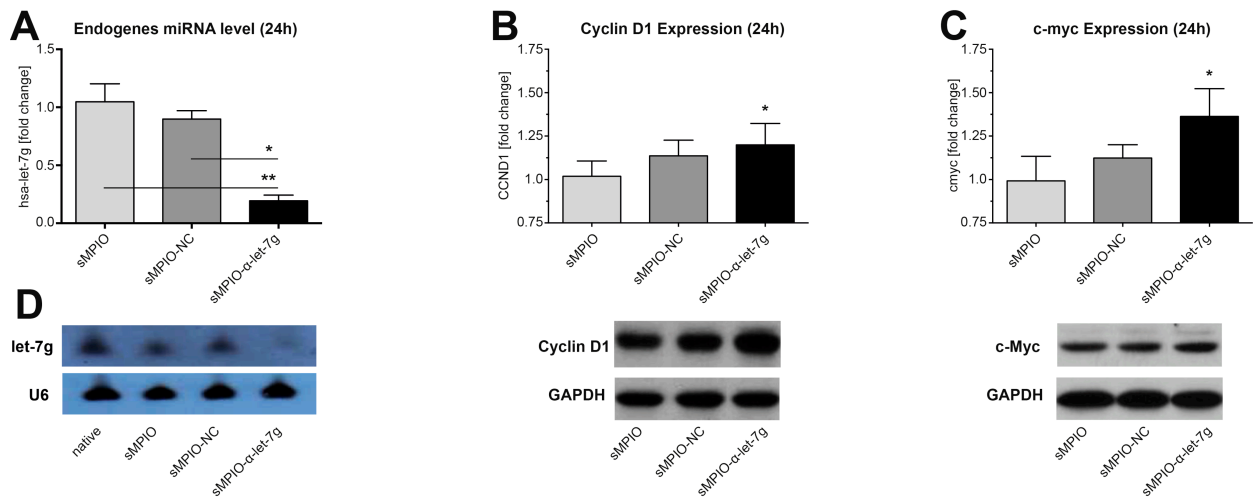 A
Endogenes miRNA level (24h)
hsa-let-7g [fold change]
1.5
1.0
0.5
0.0
*
**
sMPIO
sMPIO-NC
sMPIO-α-let-7g
B
Cyclin D1 Expression (24h)
CCND1 [fold change]
1.75
1.50
1.25
1.00
0.75
*
sMPIO
sMPIO-NC
sMPIO-α-let-7g
C
c-myc Expression (24h)
cmyc [fold change]
1.75
1.50
1.25
1.00
0.75
*
sMPIO
sMPIO-NC
sMPIO-α-let-7g
D
let-7g
U6
native
sMPIO
sMPIO-NC
sMPIO-α-let-7g
Cyclin D1
GAPDH
sMPIO
sMPIO-NC
sMPIO-α-let-7g
c-Myc
GAPDH
sMPIO
sMPIO-NC
sMPIO-α-let-7g